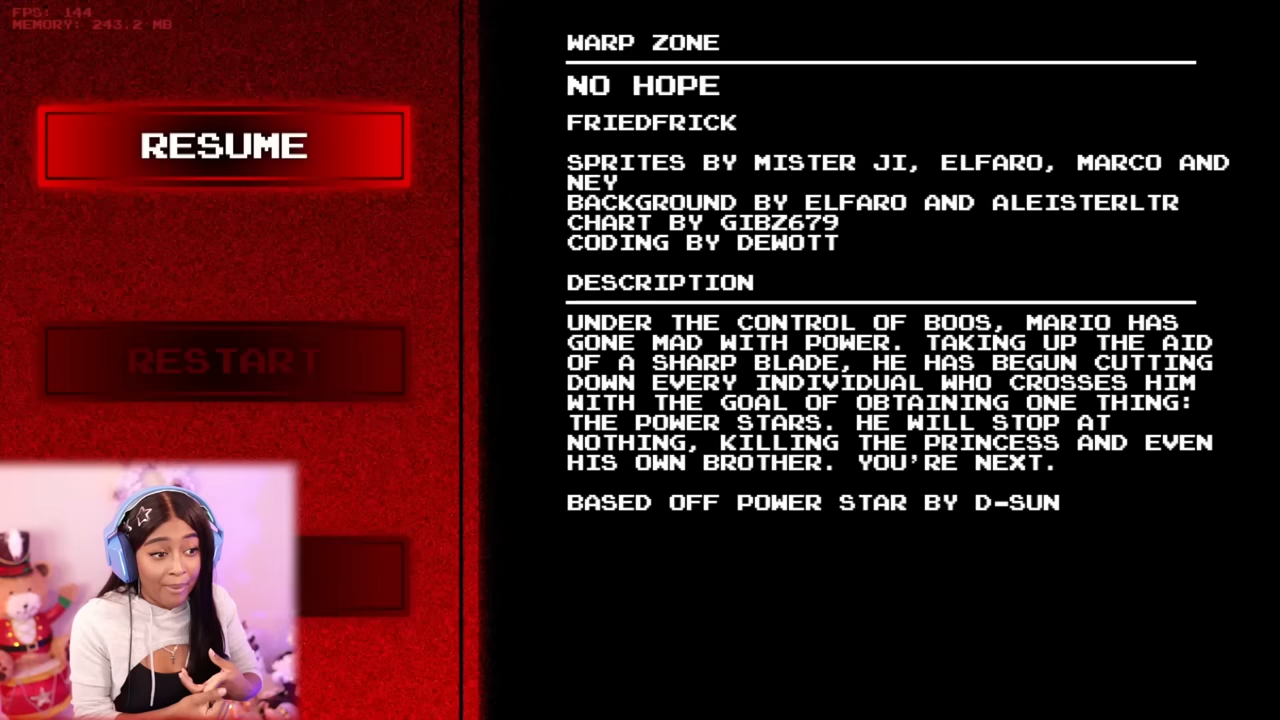 FPS: 144
MEMORY: 243.2 MB
RESUME
RESTART
WARP ZONE
NO HOPE
FRIEDFRICK
SPRITES BY MISTER JI, ELFARO, MARCO AND
NEY
BACKGROUND BY ELFARO AND ALEISTERLTR
CHART BY GIBZ679
CODING BY DEWOTT
DESCRIPTION
UNDER THE CONTROL OF BOOS, MARIO HAS
GONE MAD WITH POWER. TAKING UP THE AID
OF A SHARP BLADE, HE HAS BEGUN CUTTING
DOWN EVERY INDIVIDUAL WHO CROSSES HIM
WITH THE GOAL OF OBTAINING ONE THING:
THE POWER STARS. HE WILL STOP AT
NOTHING, KILLING THE PRINCESS AND EVEN
HIS OWN BROTHER. YOU'RE NEXT.
BASED OFF POWER STAR BY D-SUN